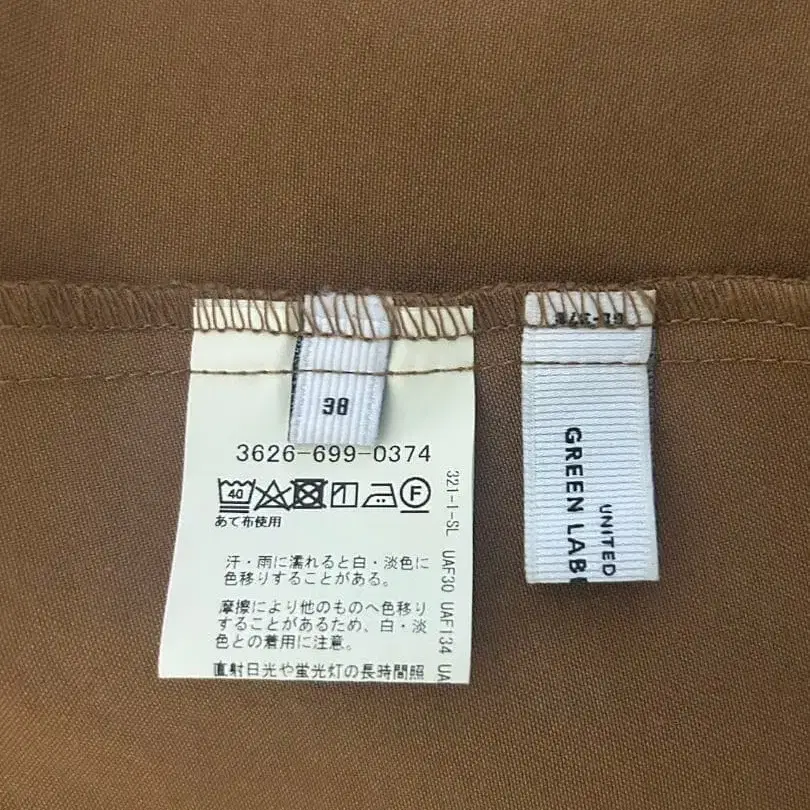 38
3626-699-0374
40
F
あて布使用
汗・雨に濡れると白・淡色に
色移りすることがある。
摩擦により他のものへ色移り
することがあるため、白・淡
色との着用に注意。
直射日光や蛍光灯の長時間照
321-1-SL UAF30 UAF134 UA
UNITED
GREEN LAB